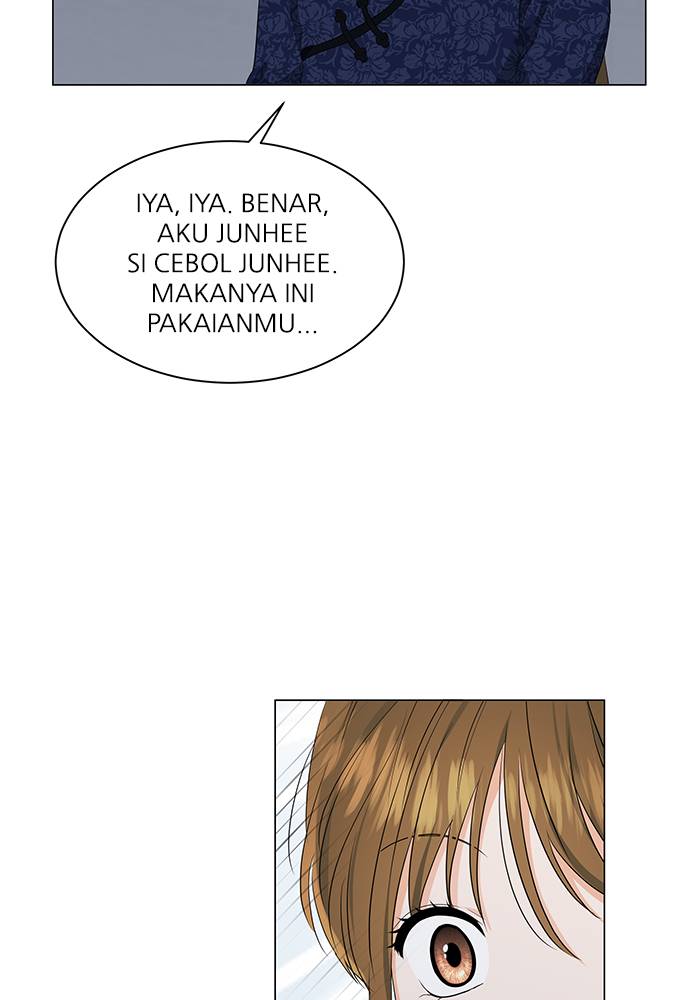 IYA, IYA. BENAR,
AKU JUNHEE
SI CEBOL JUNHEE.
MAKANYA INI
PAKAIANMU...